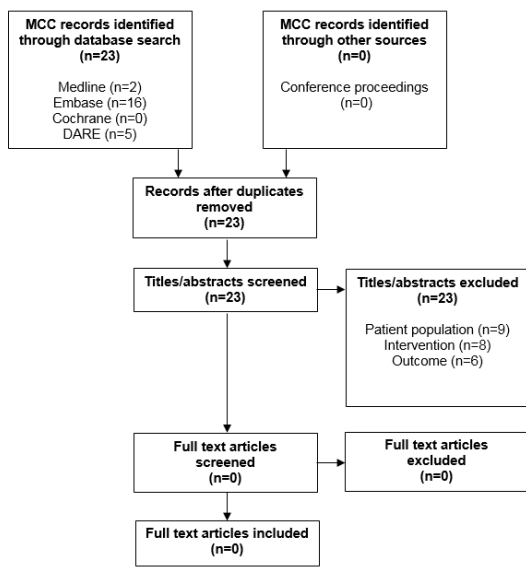 MCC records identified
through database search
(n=23)
Medline (n=2)
Embase (n=16)
Cochrane (n=0)
DARE (n=5)
MCC records identified
through other sources
(n=0)
Conference proceedings
(n=0)
Records after duplicates
removed
(n=23)
Titles/abstracts screened
(n=23)
Titles/abstracts excluded
(n=23)
Patient population (n=9)
Intervention (n=8)
Outcome (n=6)
Full text articles
screened
(n=0)
Full text articles
excluded
(n=0)
Full text articles included
(n=0)